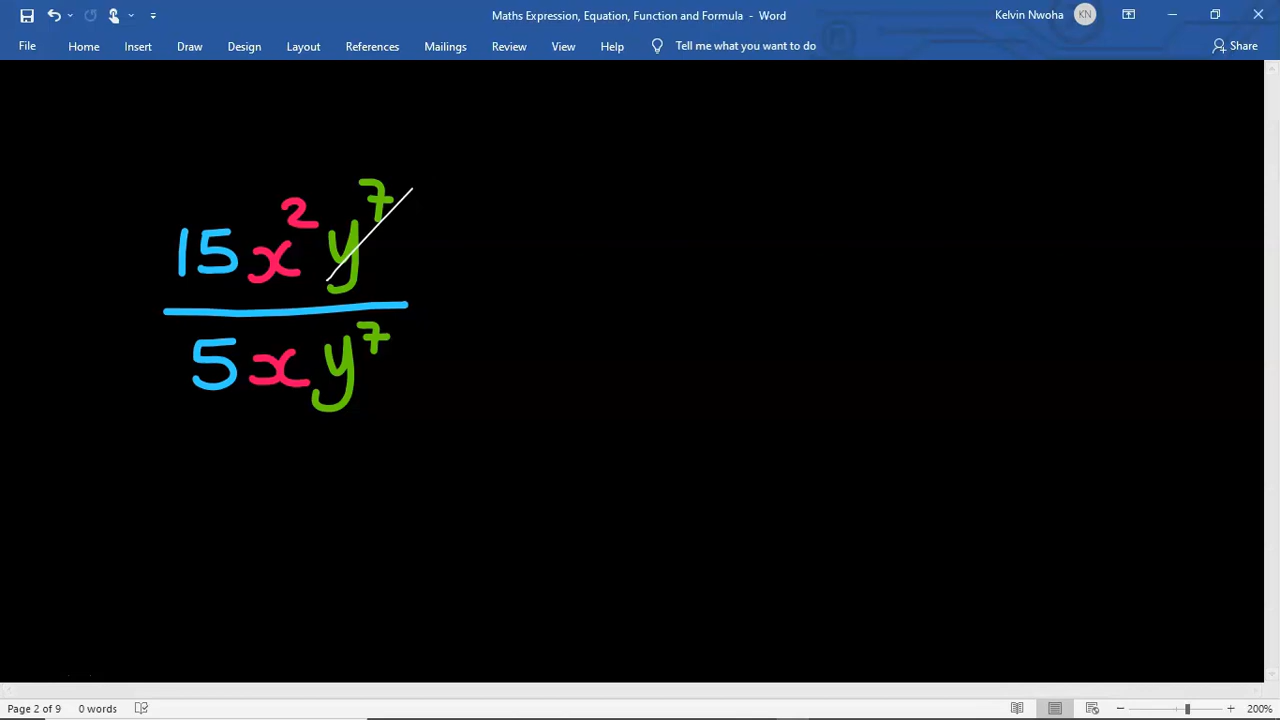 Maths Expression, Equation, Function and Formula - Word
Kelvin Nwoha KN
File Home Insert Draw Design Layout References Mailings Review View Help Tell me what you want to do Share
15x²y⁷
5xy⁷
Page 2 of 9 0 words 200%